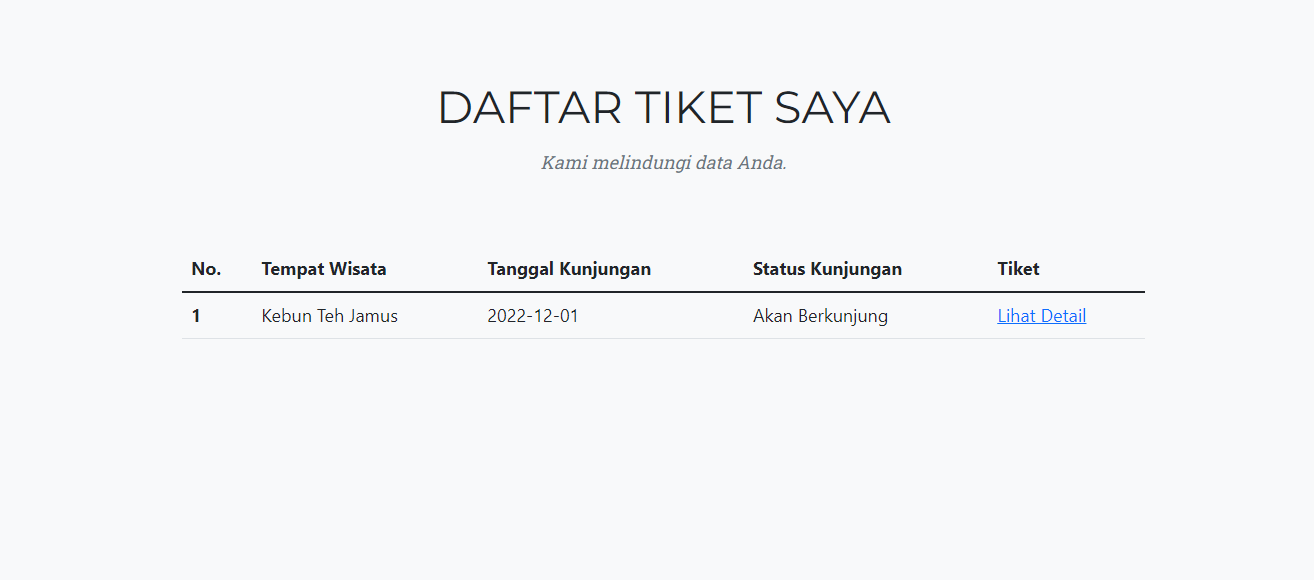 DAFTAR TIKET SAYA
Kami melindungi data Anda.
No. Tempat Wisata Tanggal Kunjungan Status Kunjungan Tiket
1 Kebun Teh Jamus 2022-12-01 Akan Berkunjung Lihat Detail